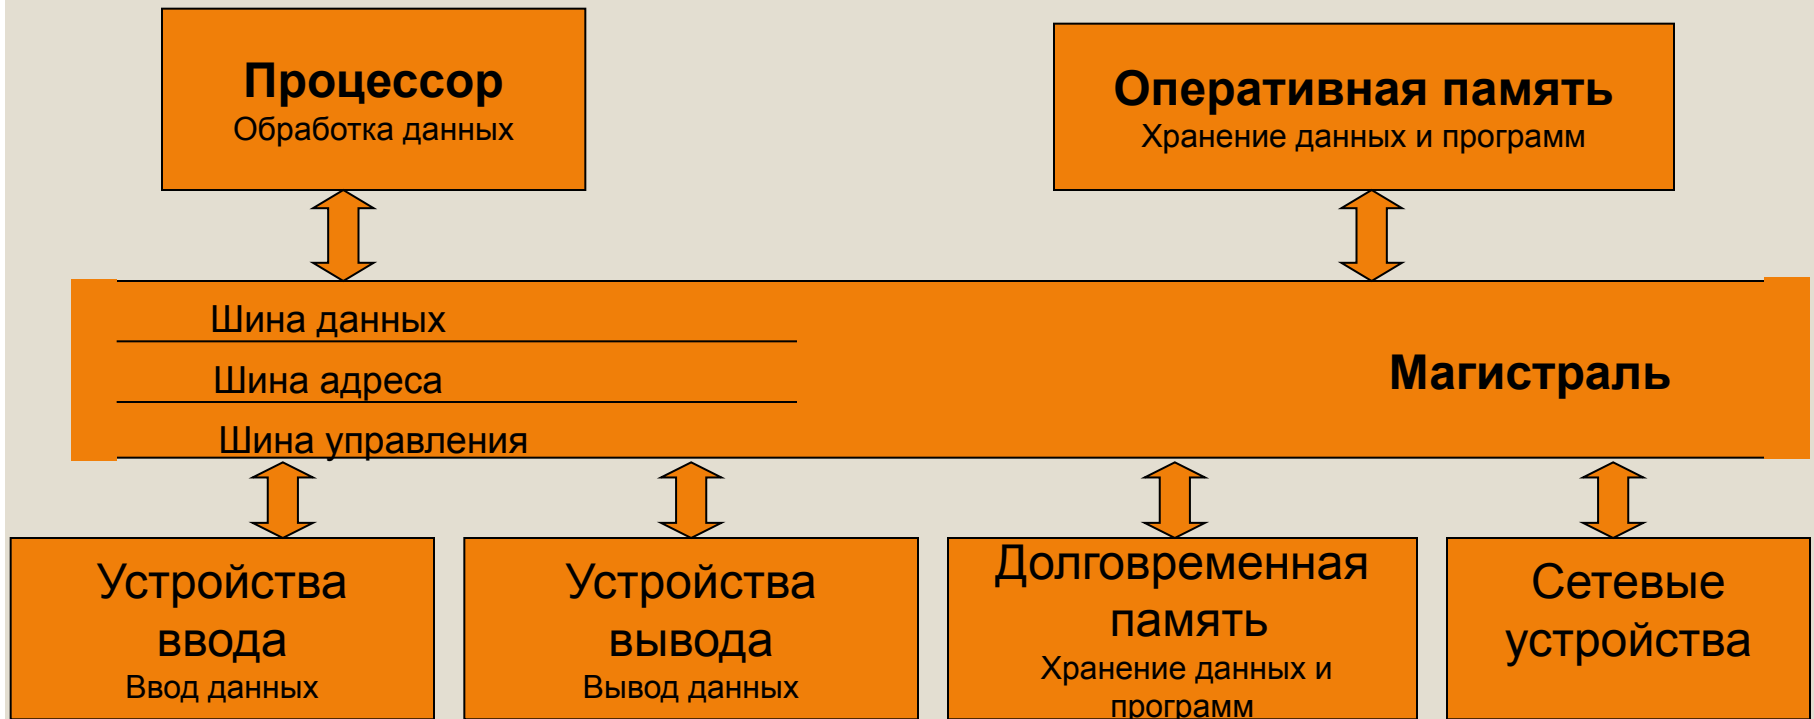 Процессор
Обработка данных
Оперативная память
Хранение данных и программ
Шина данных
Шина адреса
Шина управления
Магистраль
Устройства
ввода
Ввод данных
Устройства
вывода
Вывод данных
Долговременная
память
Хранение данных и
программ
Сетевые
устройства